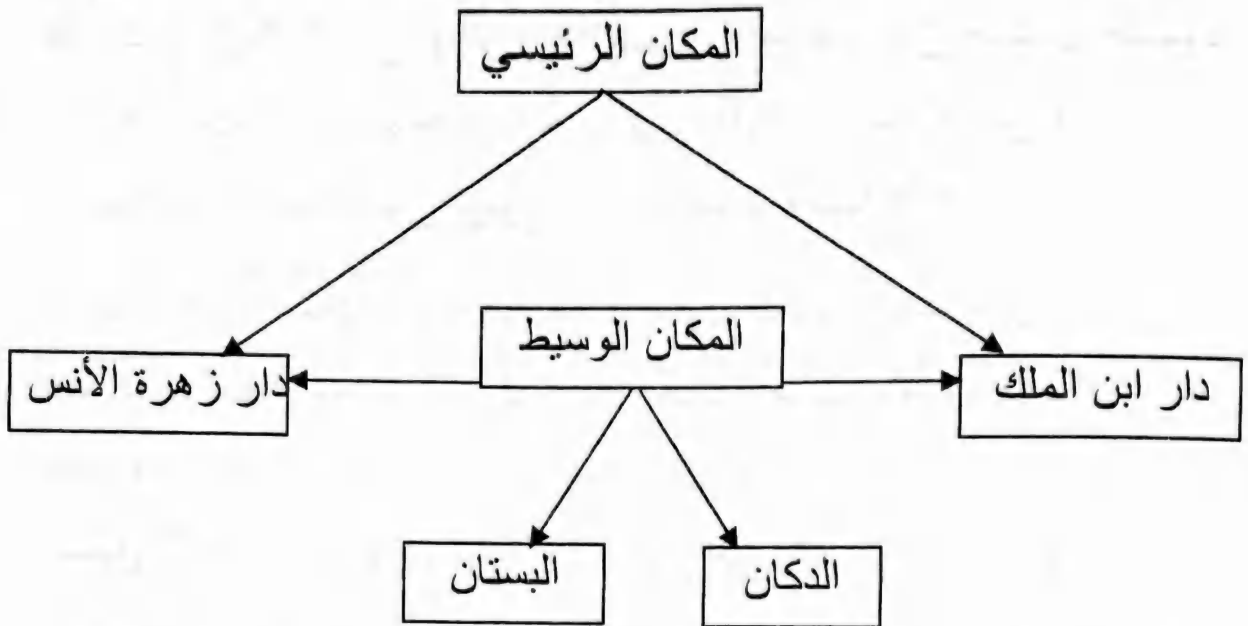 المكان الرئيسي
المكان الوسيط
دار ابن الملك
دار زهرة الأنس
الدكان
البستان